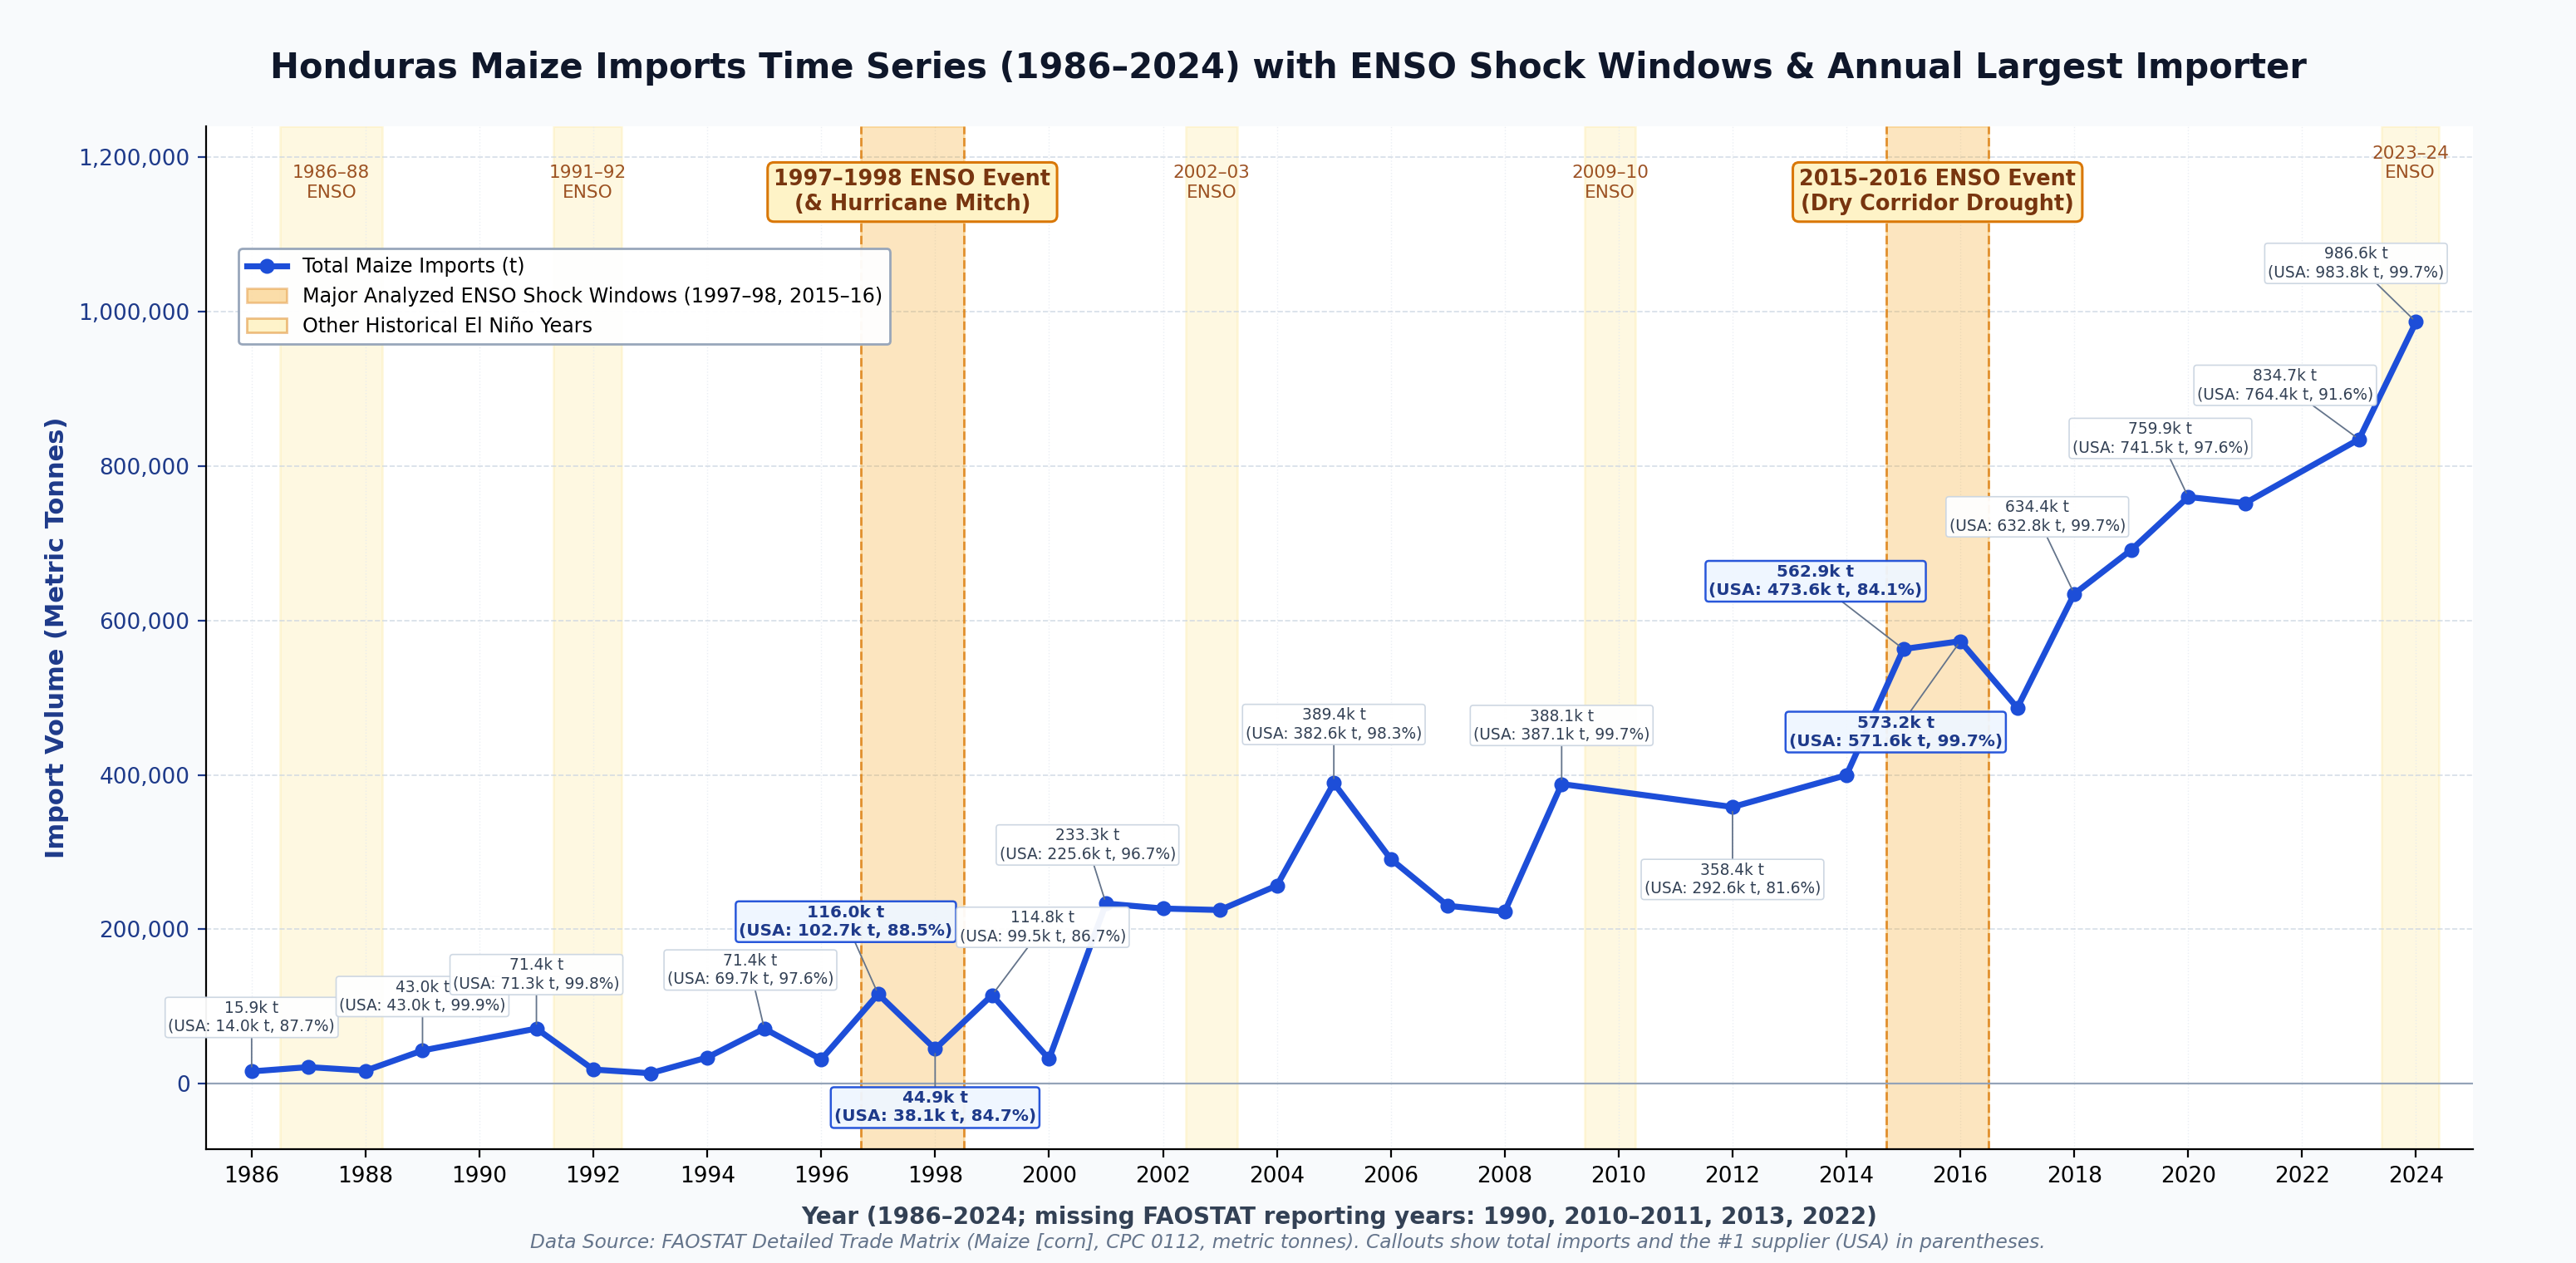 Honduras Maize Imports Time Series (1986–2024) with ENSO Shock Windows & Annual Largest Importer
Import Volume (Metric Tonnes)
1,200,000
1,000,000
800,000
600,000
400,000
200,000
0
1986–88
ENSO
1991–92
ENSO
1997–1998 ENSO Event
(& Hurricane Mitch)
2002–03
ENSO
2009–10
ENSO
2015–2016 ENSO Event
(Dry Corridor Drought)
2023–24
ENSO
Total Maize Imports (t)
Major Analyzed ENSO Shock Windows (1997–98, 2015–16)
Other Historical El Niño Years
15.9k t
(USA: 14.0k t, 87.7%)
43.0k t
(USA: 43.0k t, 99.9%)
71.4k t
(USA: 71.3k t, 99.8%)
71.4k t
(USA: 69.7k t, 97.6%)
116.0k t
(USA: 102.7k t, 88.5%)
44.9k t
(USA: 38.1k t, 84.7%)
114.8k t
(USA: 99.5k t, 86.7%)
233.3k t
(USA: 225.6k t, 96.7%)
389.4k t
(USA: 382.6k t, 98.3%)
388.1k t
(USA: 387.1k t, 99.7%)
358.4k t
(USA: 292.6k t, 81.6%)
562.9k t
(USA: 473.6k t, 84.1%)
573.2k t
(USA: 571.6k t, 99.7%)
634.4k t
(USA: 632.8k t, 99.7%)
759.9k t
(USA: 741.5k t, 97.6%)
834.7k t
(USA: 764.4k t, 91.6%)
986.6k t
(USA: 983.8k t, 99.7%)
1986 1988 1990 1992 1994 1996 1998 2000 2002 2004 2006 2008 2010 2012 2014 2016 2018 2020 2022 2024
Year (1986–2024; missing FAOSTAT reporting years: 1990, 2010–2011, 2013, 2022)
Data Source: FAOSTAT Detailed Trade Matrix (Maize [corn], CPC 0112, metric tonnes). Callouts show total imports and the #1 supplier (USA) in parentheses.